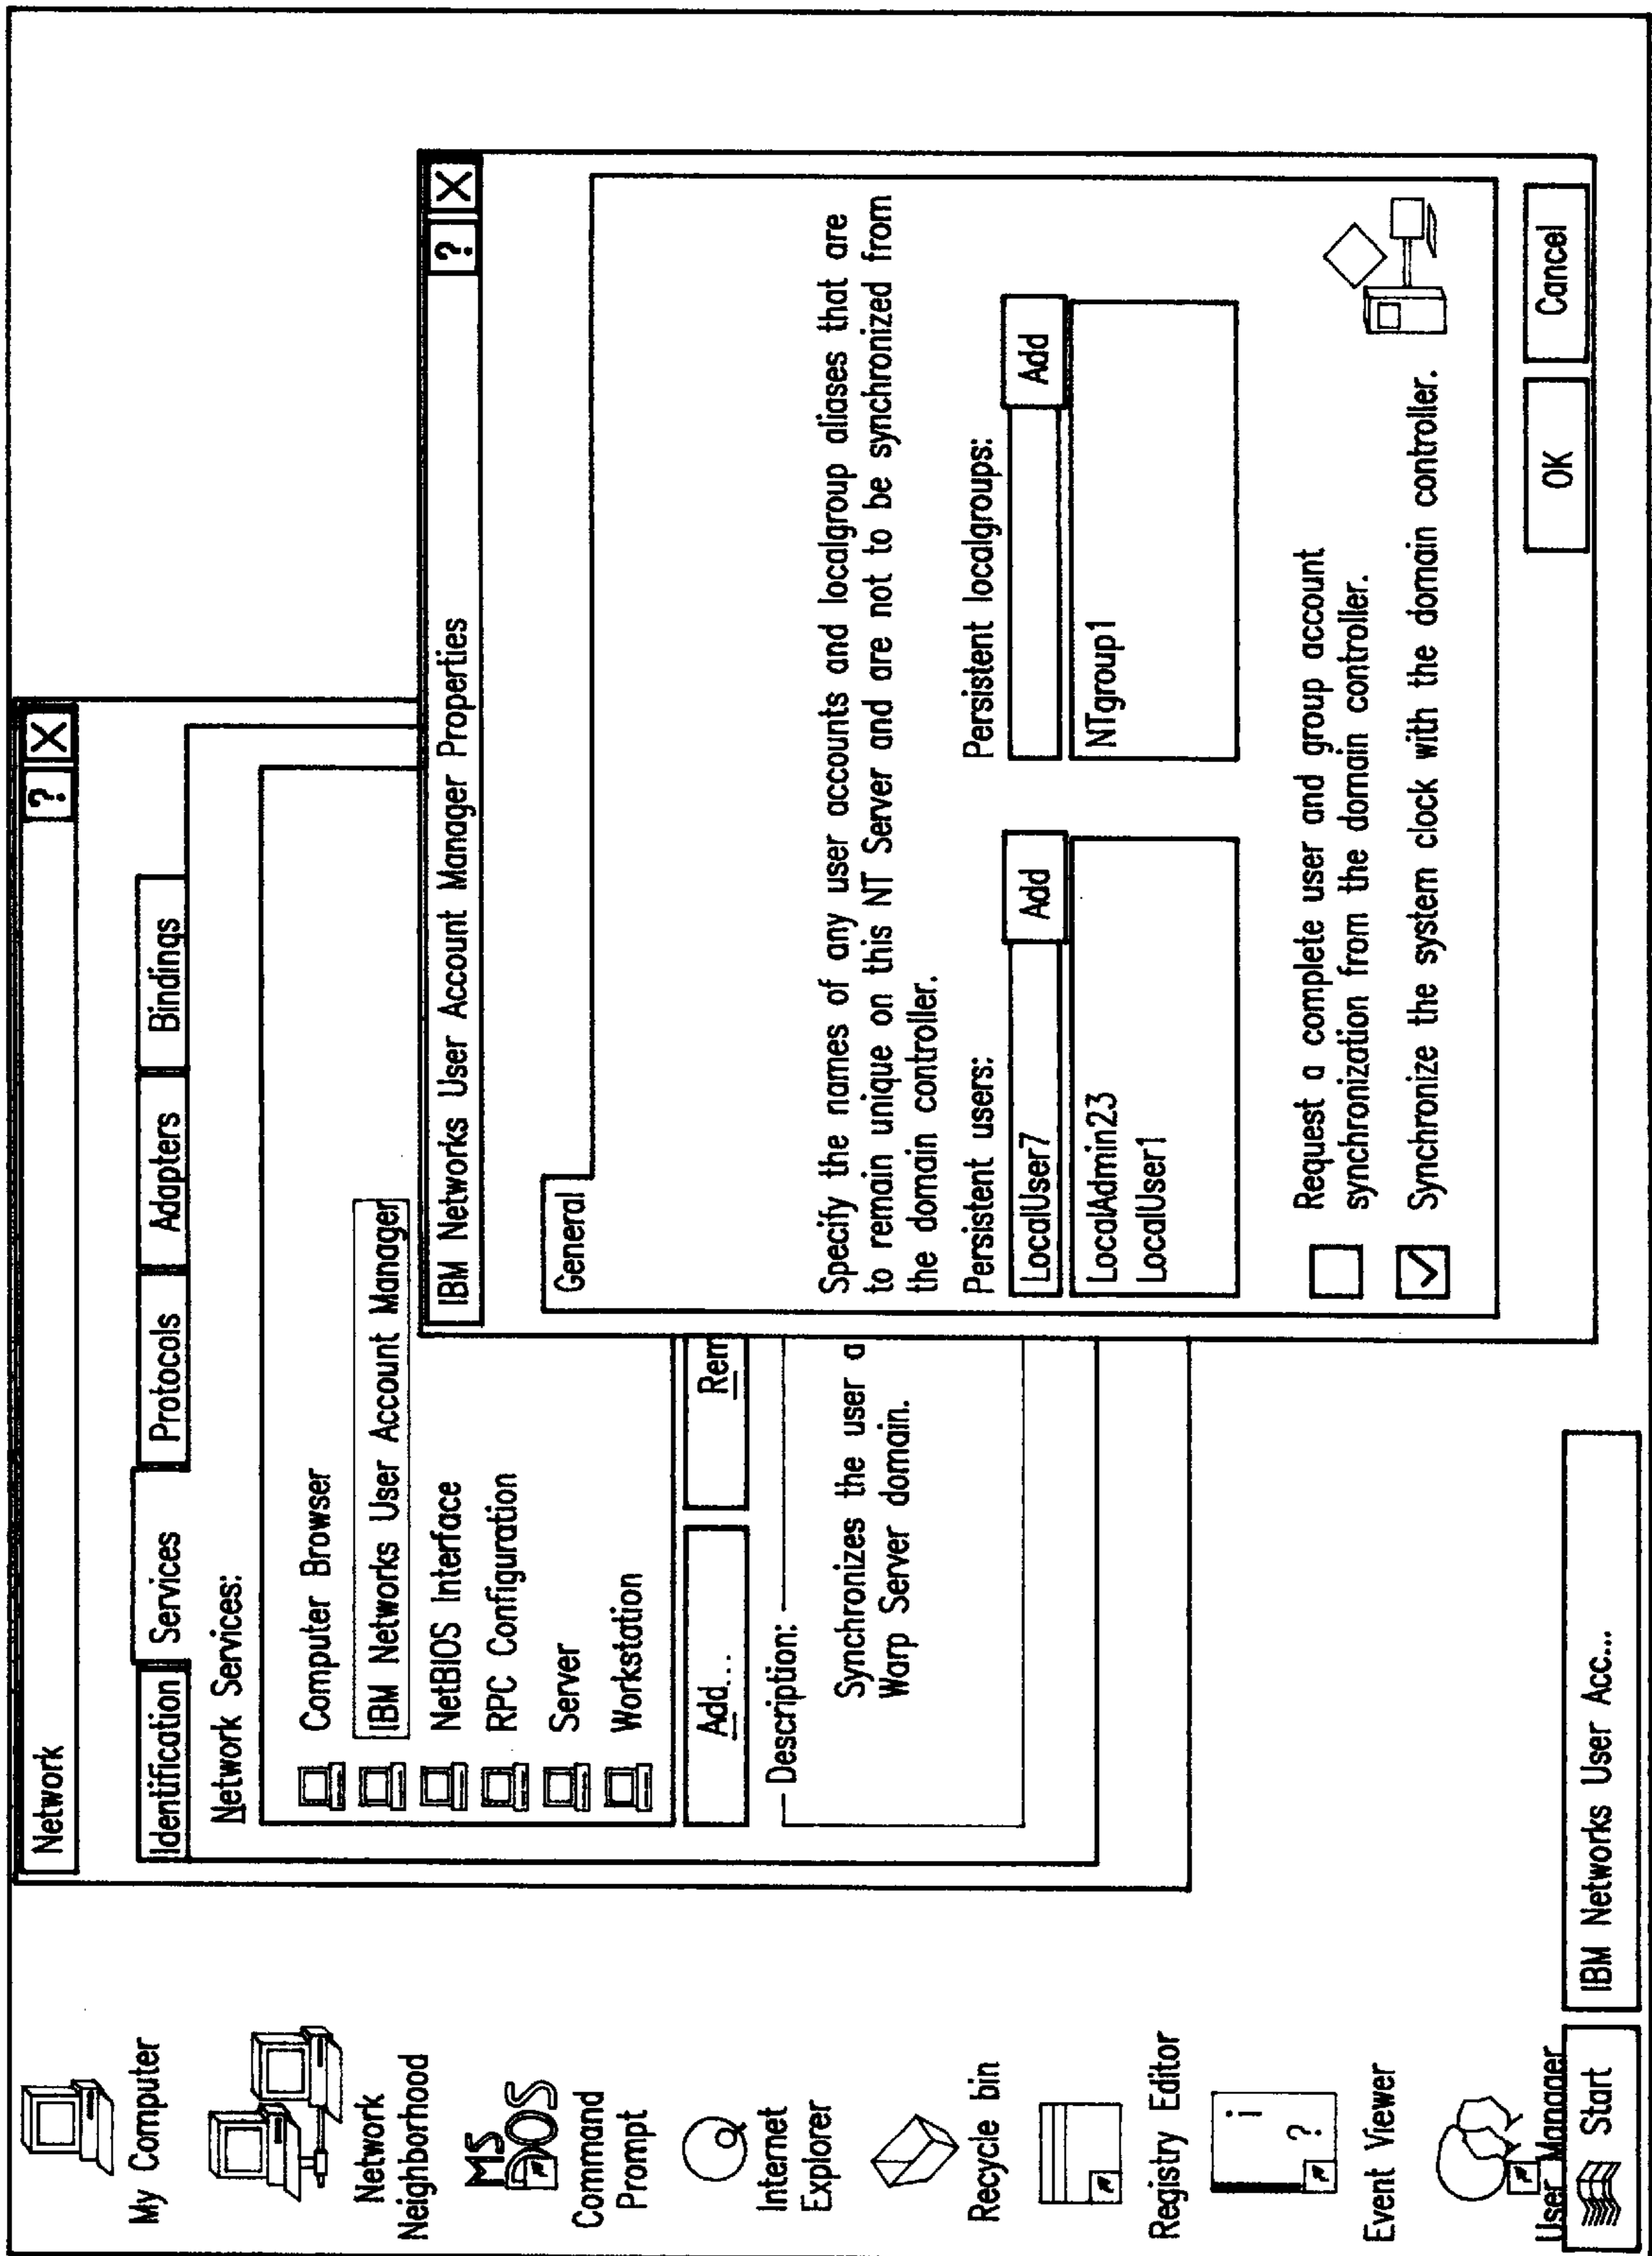 My Computer
Network
Neighborhood
MS
DOS
Command
Prompt
Internet
Explorer
Recycle bin
Registry Editor
i
?
Event Viewer
User Manager
Start
IBM Networks User Acc...
Network
? X
Identification
Services
Protocols
Adapters
Bindings
Network Services:
Computer Browser
IBM Networks User Account Manager
NetBIOS Interface
RPC Configuration
Server
Workstation
Add...
Rem
Description:
Synchronizes the user a
Warp Server domain.
IBM Networks User Account Manager Properties
? X
General
Specify the names of any user accounts and localgroup aliases that are
to remain unique on this NT Server and are not to be synchronized from
the domain controller.
Persistent users:
LocalUser7
Add
LocalAdmin23
LocalUser1
Persistent localgroups:
Add
NTgroup1
Request a complete user and group account
synchronization from the domain controller.
Synchronize the system clock with the domain controller.
OK
Cancel